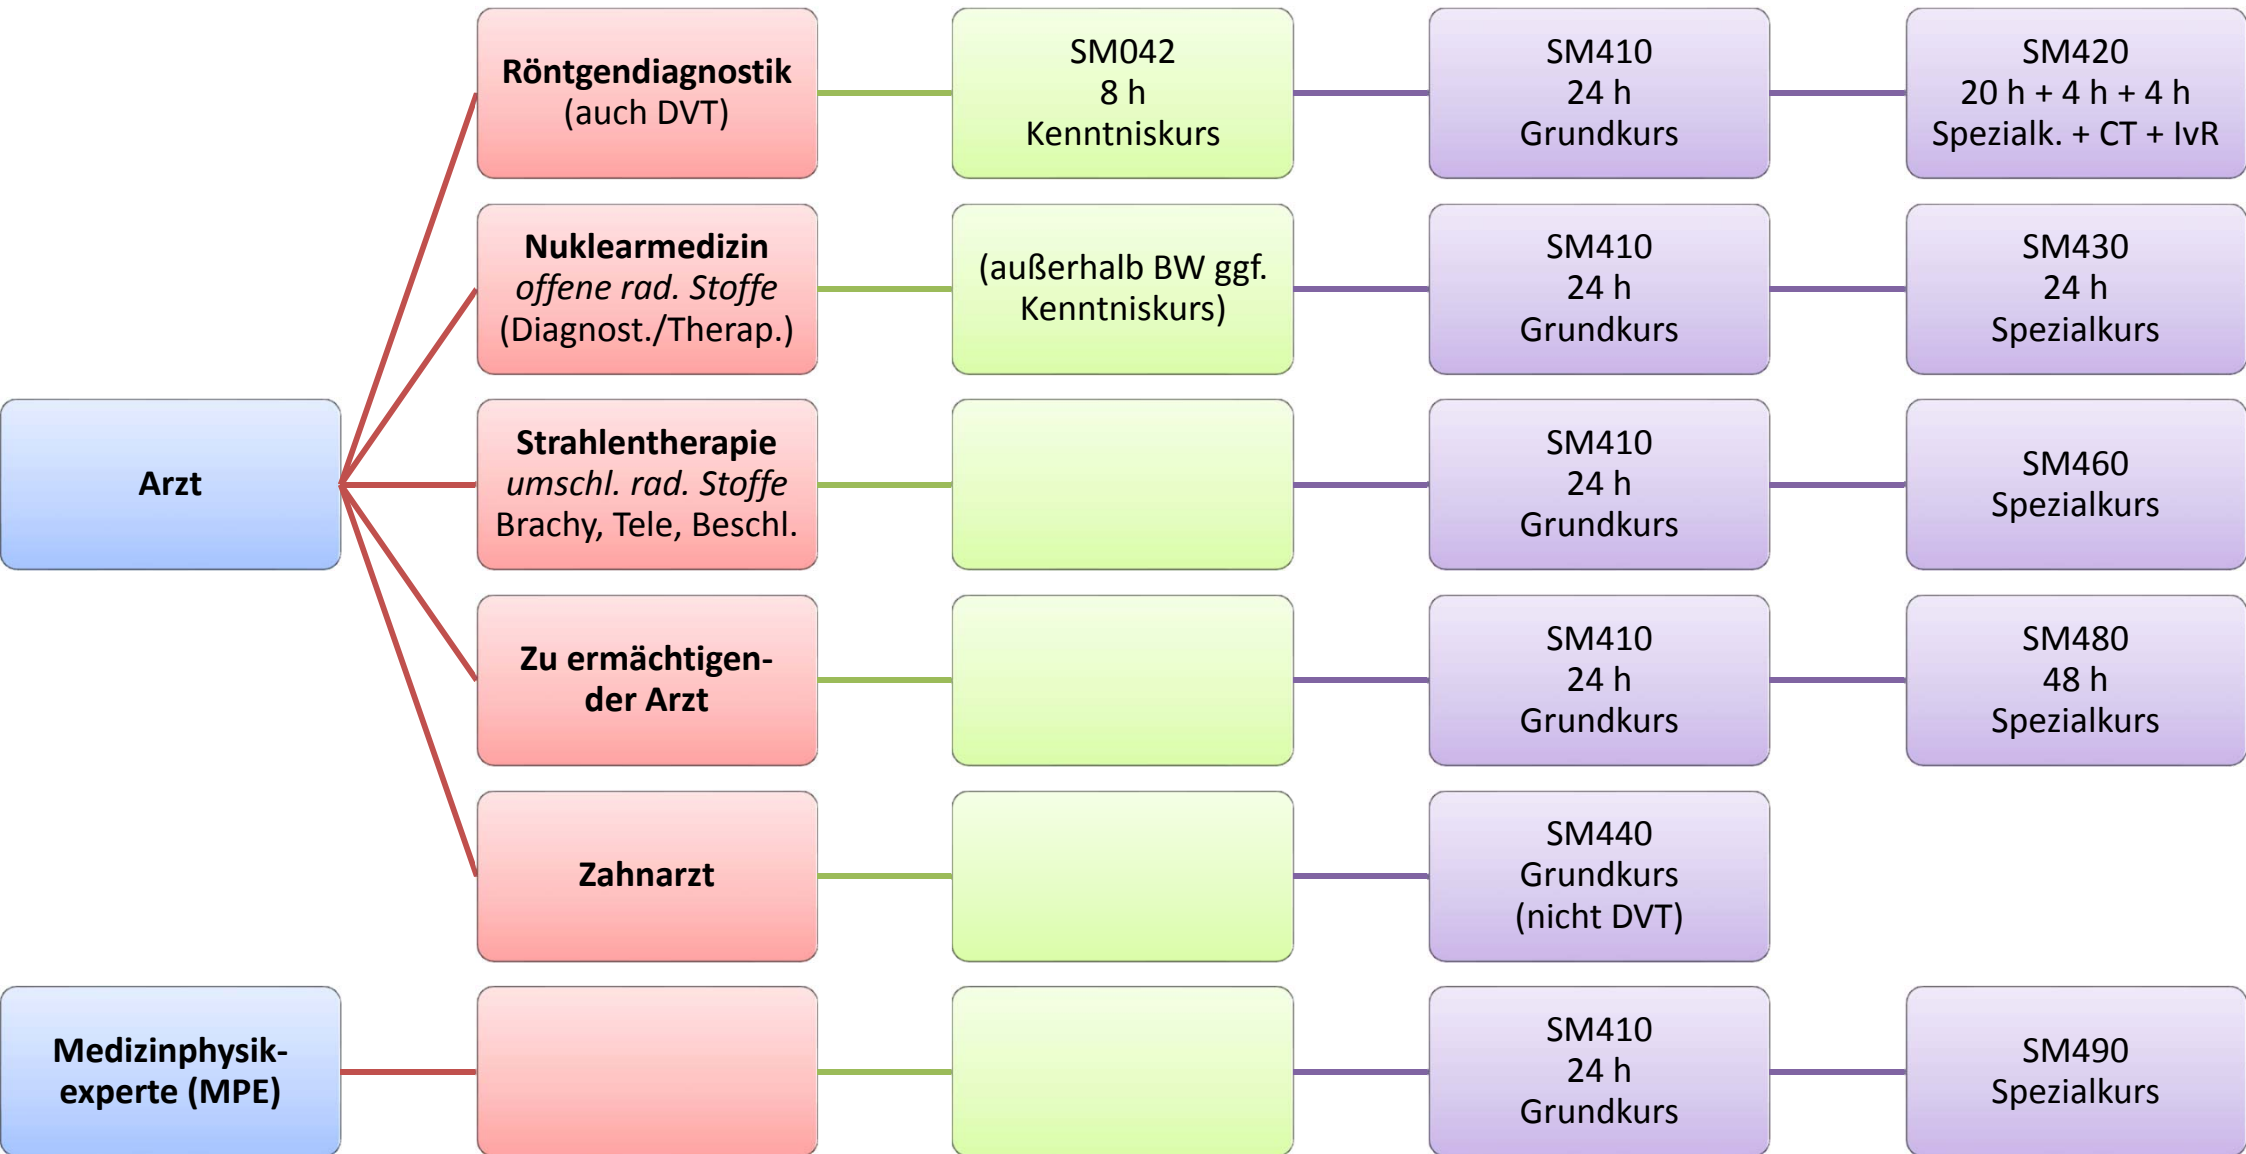 Röntgendiagnostik
(auch DVT)
SM042
8 h
Kenntniskurs
SM410
24 h
Grundkurs
SM420
20 h + 4 h + 4 h
Spezialk. + CT + IvR
Nuklearmedizin
offene rad. Stoffe
(Diagnost./Therap.)
(außerhalb BW ggf.
Kenntniskurs)
SM410
24 h
Grundkurs
SM430
24 h
Spezialkurs
Arzt
Strahlentherapie
umschl. rad. Stoffe
Brachy, Tele, Beschl.
SM410
24 h
Grundkurs
SM460
Spezialkurs
Zu ermächtigen-
der Arzt
SM410
24 h
Grundkurs
SM480
48 h
Spezialkurs
Zahnarzt
SM440
Grundkurs
(nicht DVT)
Medizinphysik-
experte (MPE)
SM410
24 h
Grundkurs
SM490
Spezialkurs